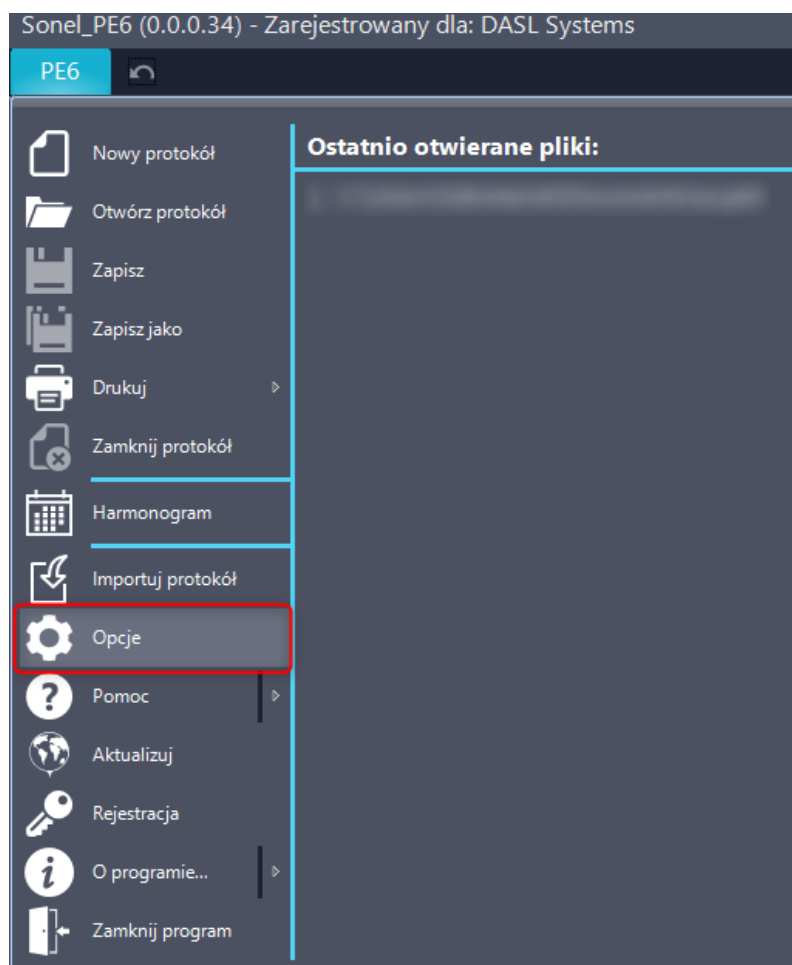 Sonel_PE6 (0.0.0.34) - Zarejestrowany dla: DASL Systems
PE6
Nowy protokół
Otwórz protokół
Zapisz
Zapisz jako
Drukuj
Zamknij protokół
Harmonogram
Importuj protokół
Opcje
Pomoc
Aktualizuj
Rejestracja
O programie...
Zamknij program
Ostatnio otwierane pliki: